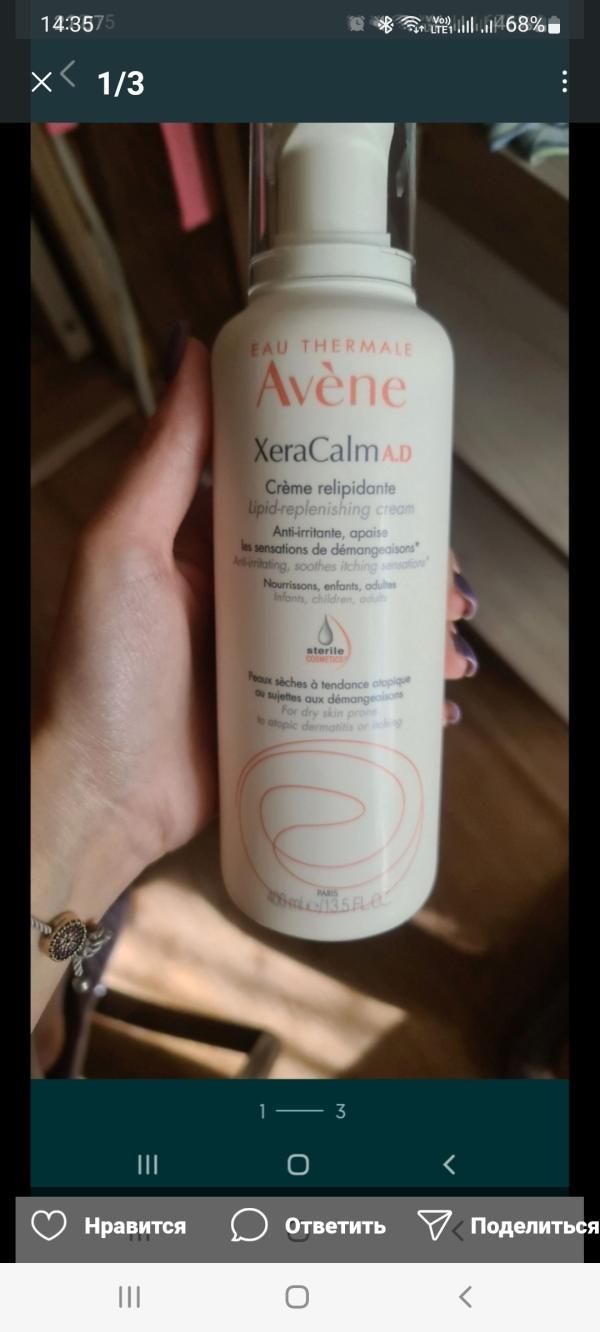 14:35
68%
1/3
EAU THERMALE
Avène
XeraCalm A.D
Crème relipidante
Lipid-replenishing cream
Anti-irritante, apaise
les sensations de démangeaisons*
Anti-irritating, soothes itching sensations*
Nourrissons, enfants, adultes
Infants, children, adults
sterile
COSMETICS
Peaux sèches à tendance atopique
ou sujettes aux démangeaisons
For dry skin prone
to atopic dermatitis or itching
PARIS
400 ml e/13.5 FL.OZ.
1 3
Нравится
Ответить
Поделиться